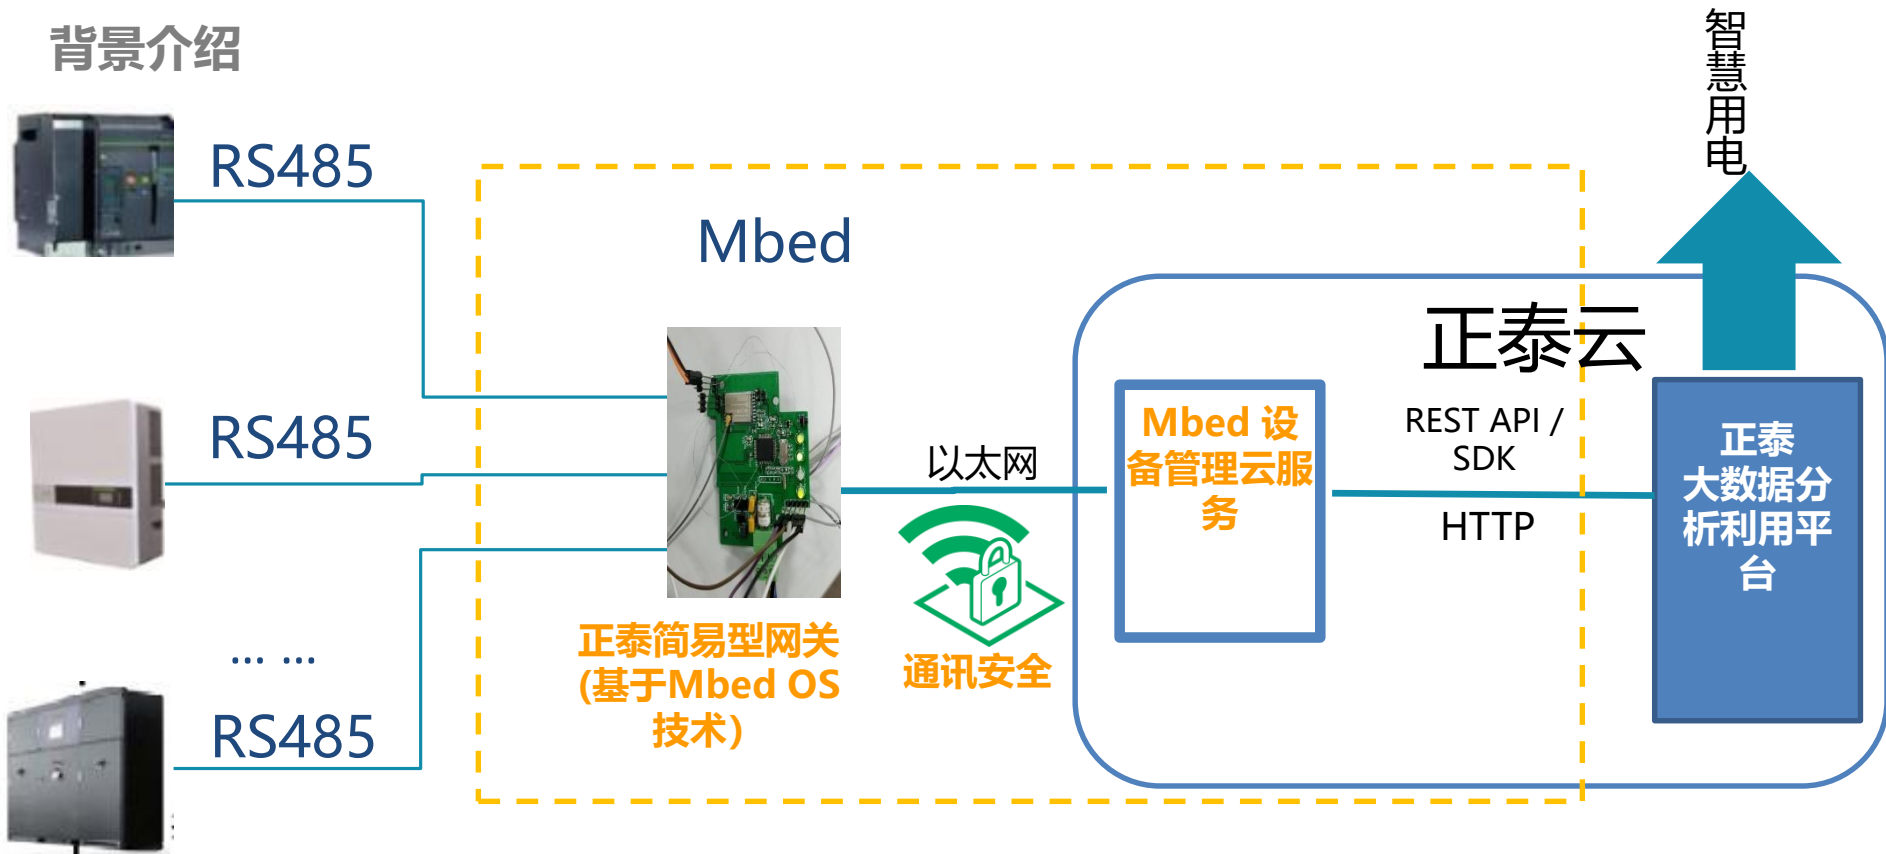 背景介绍
智慧用电
RS485
Mbed
正泰云
RS485
以太网
Mbed 设
备管理云服
务
REST API /
SDK
HTTP
正泰
大数据分
析利用平
台
正泰简易型网关
(基于Mbed OS
技术）
通讯安全
... ...
RS485